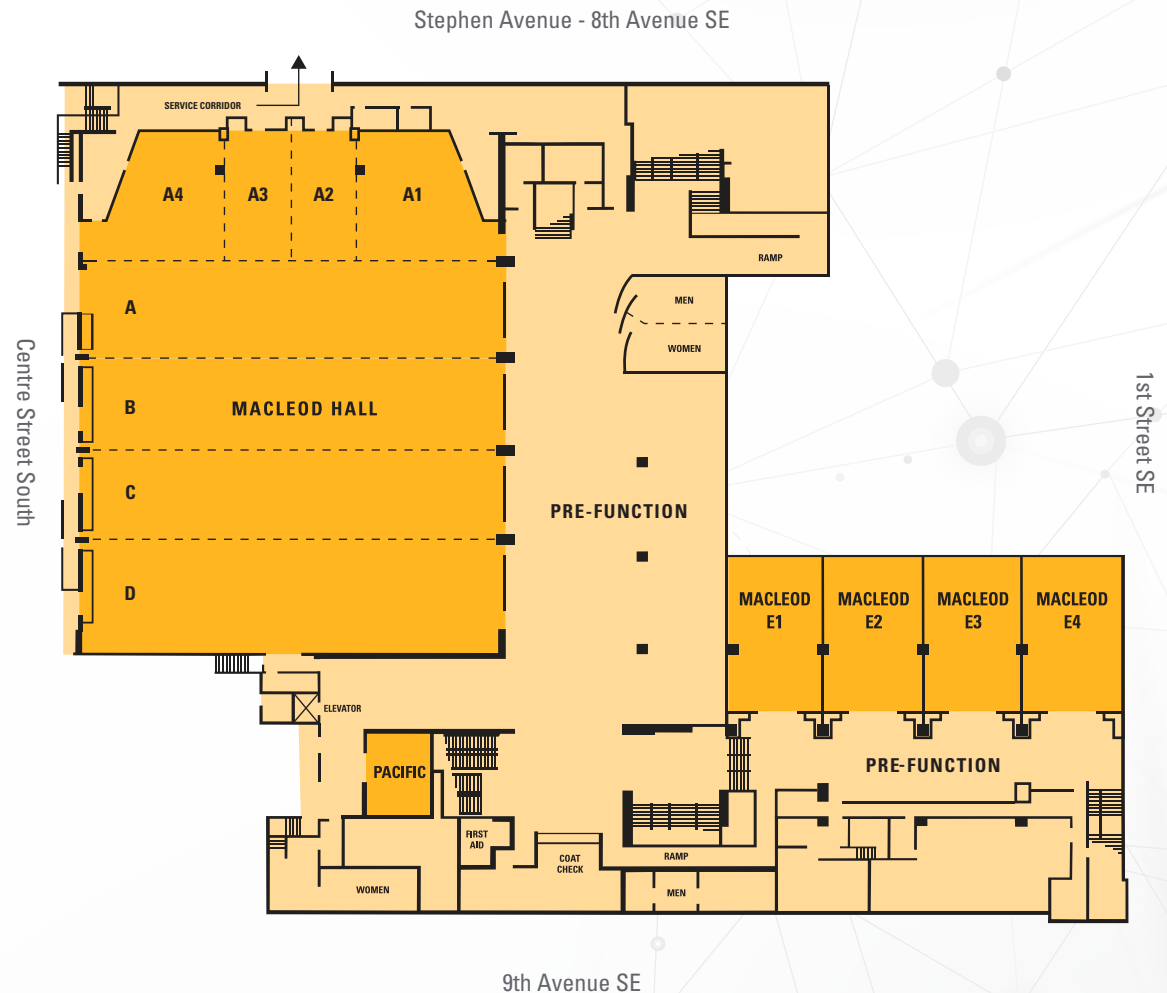 Stephen Avenue - 8th Avenue SE
SERVICE CORRIDOR
A4
A3
A2
A1
RAMP
A
MEN
WOMEN
B
MACLEOD HALL
C
PRE-FUNCTION
D
Centre Street South
1st Street SE
MACLEOD
E1
MACLEOD
E2
MACLEOD
E3
MACLEOD
E4
ELEVATOR
PACIFIC
PRE-FUNCTION
FIRST
AID
COAT
CHECK
RAMP
WOMEN
MEN
9th Avenue SE